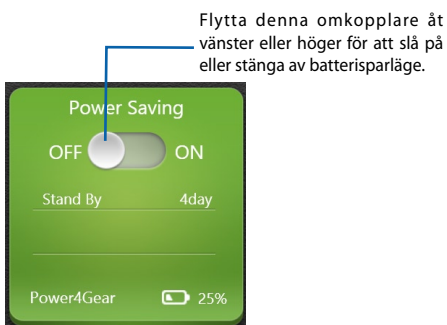 Flytta denna omkopplare åt
vänster eller höger för att slå på
eller stänga av batterisparläge.
Power Saving
OFF ON
Stand By 4day
Power4Gear 25%